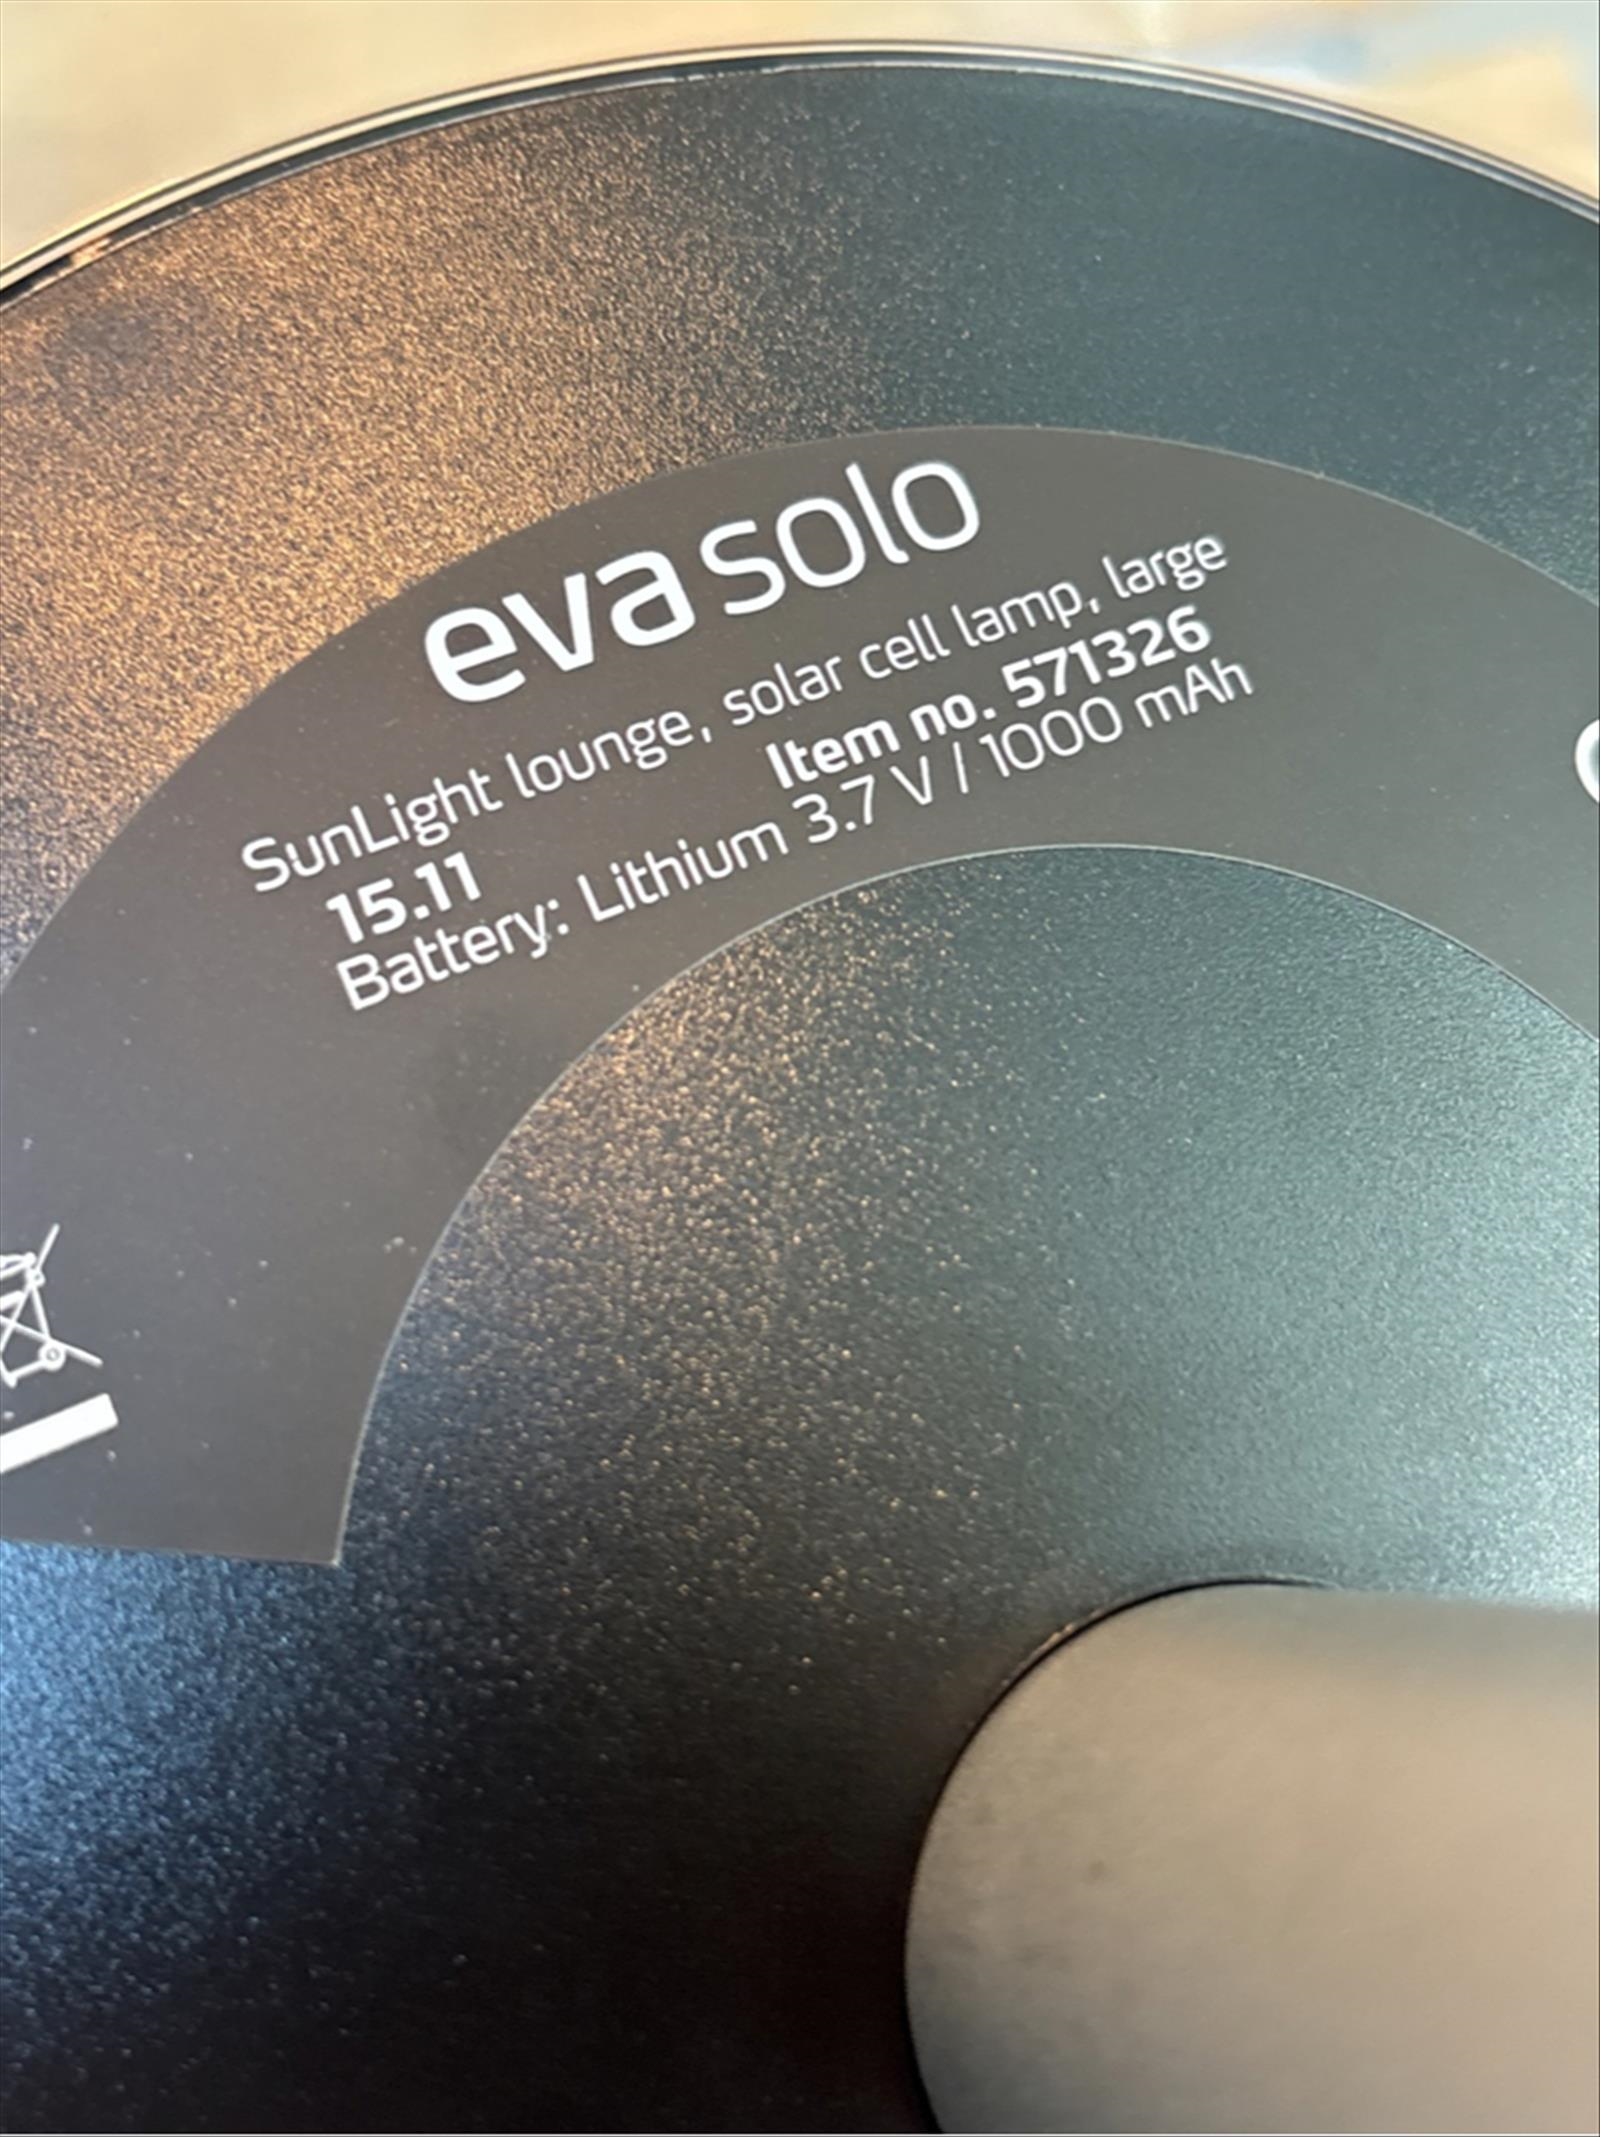 eva solo
SunLight lounge, solar cell lamp, large
15.11 Item no. 571326
Battery: Lithium 3.7 V / 1000 mAh